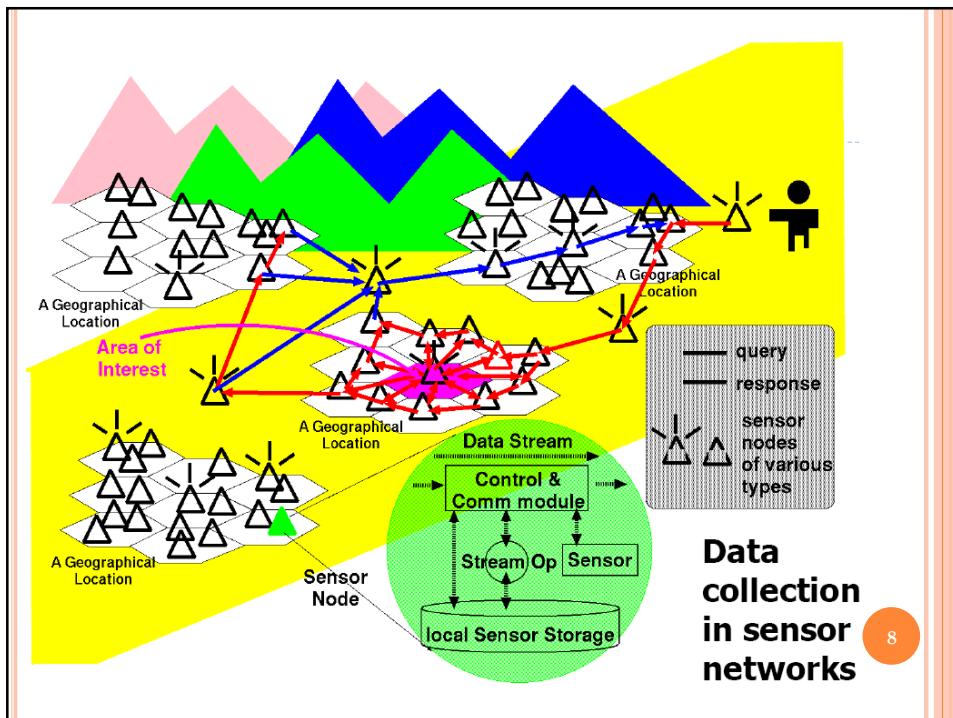 A Geographical
Location
A Geographical
Location
Area of
Interest
query
response
sensor
nodes
of various
types
A Geographical
Location
Data Stream
Control &
Comm module
Stream Op
Sensor
local Sensor Storage
A Geographical
Location
Sensor
Node
Data
collection
in sensor
networks
8